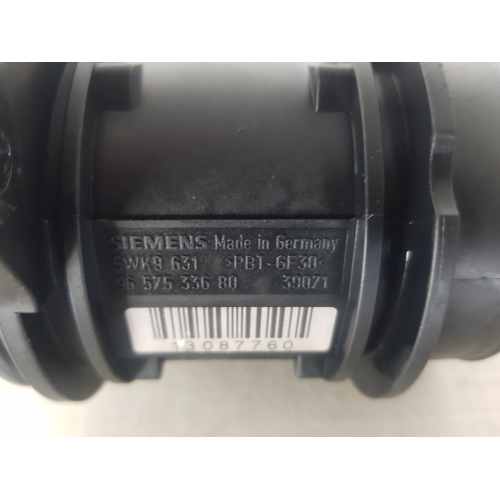 SIEMENS Made in Germany
5WK9 631 >PBT-GF30<
96 575 336 80 39071
13087760